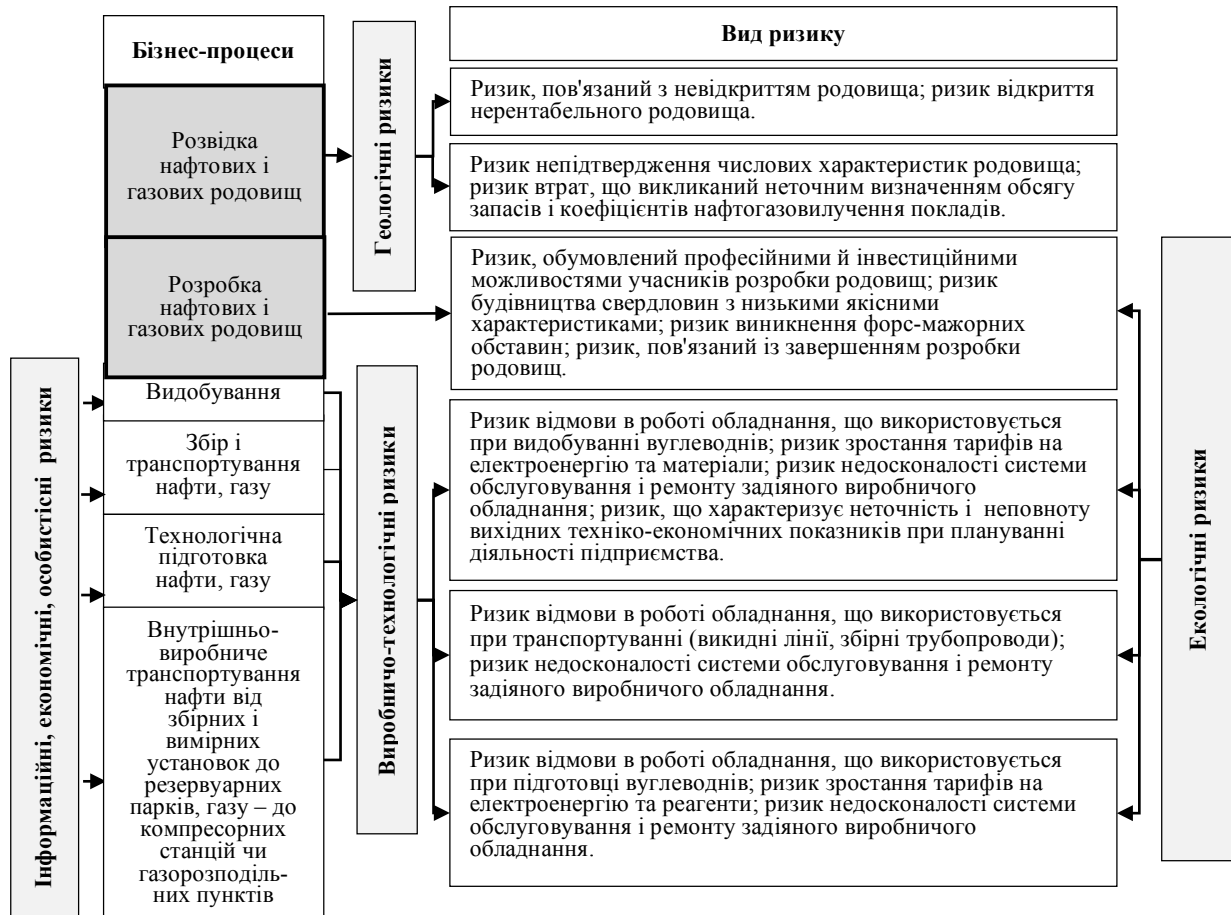 Бізнес-процеси
Розвідка
нафтових і
газових родовищ
Розробка
нафтових і
газових родовищ
Видобування
Збір і
транспортування
нафти, газу
Технологічна
підготовка
нафти, газу
Внутрішньо-
виробниче
транспортування
нафти від
збірних і
вимірних
установок до
резервуарних
парків, газу – до
компресорних
станцій чи
газорозподіль-
них пунктів
Інформаційні, економічні, особистісні ризики
Геологічні ризики
Виробничо-технологічні ризики
Вид ризику
Ризик, пов'язаний з невідкриттям родовища; ризик відкриття
нерентабельного родовища.
Ризик непідтвердження числових характеристик родовища;
ризик втрат, що викликаний неточним визначенням обсягу
запасів і коефіцієнтів нафтогазовилучення покладів.
Ризик, обумовлений професійними й інвестиційними
можливостями учасників розробки родовищ; ризик
будівництва свердловин з низькими якісними
характеристиками; ризик виникнення форс-мажорних
обставин; ризик, пов'язаний із завершенням розробки
родовищ.
Ризик відмови в роботі обладнання, що використовується
при видобуванні вуглеводнів; ризик зростання тарифів на
електроенергію та матеріали; ризик недосконалості системи
обслуговування і ремонту задіяного виробничого
обладнання; ризик, що характеризує неточність і неповноту
вихідних техніко-економічних показників при плануванні
діяльності підприємства.
Ризик відмови в роботі обладнання, що використовується
при транспортуванні (викидні лінії, збірні трубопроводи);
ризик недосконалості системи обслуговування і ремонту
задіяного виробничого обладнання.
Ризик відмови в роботі обладнання, що використовується
при підготовці вуглеводнів; ризик зростання тарифів на
електроенергію та реагенти; ризик недосконалості системи
обслуговування і ремонту задіяного виробничого
обладнання.
Екологічні ризики